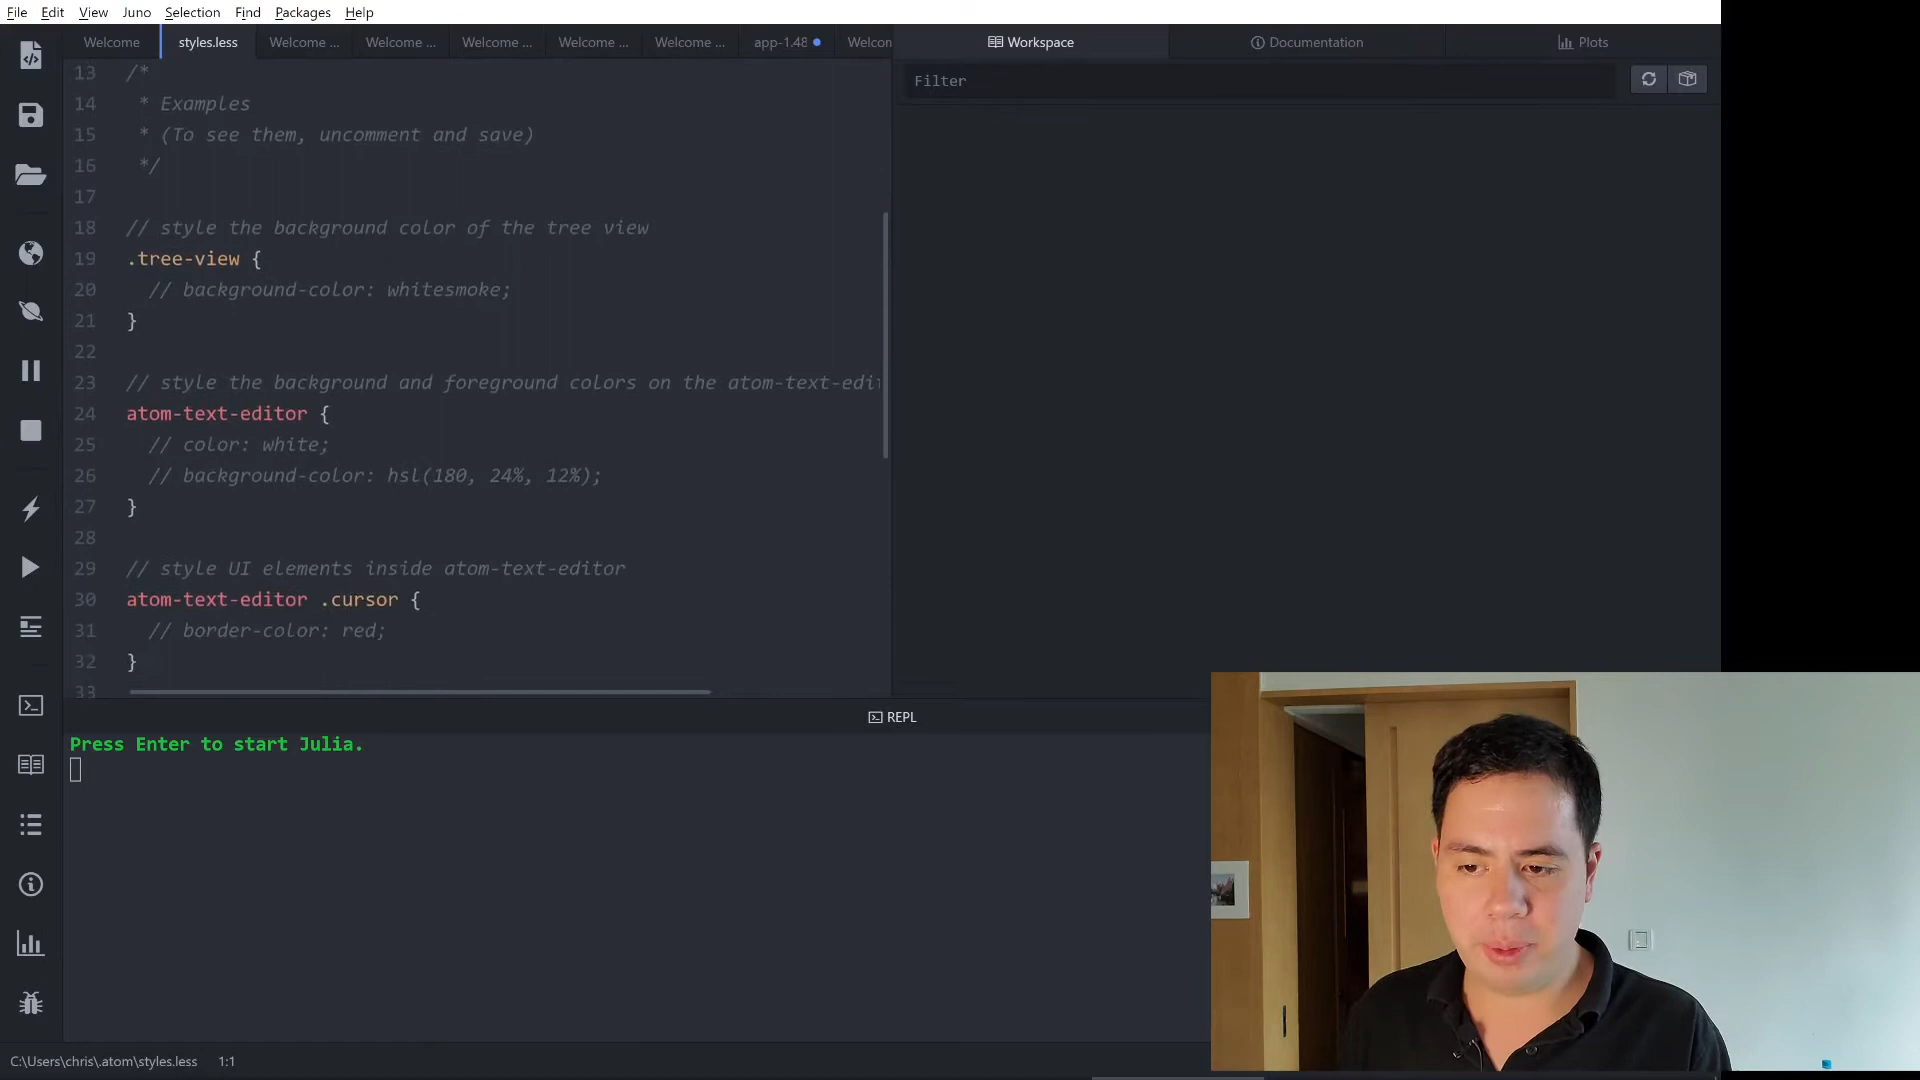 File Edit View Juno Selection Find Packages Help
Welcome styles.less Welcome ... Welcome ... Welcome ... Welcome ... Welcome ... app-1.48 Welcon
Workspace Documentation Plots
Filter
13 /*
14 * Examples
15 * (To see them, uncomment and save)
16 */
17
18 // style the background color of the tree view
19 .tree-view {
20 // background-color: whitesmoke;
21 }
22
23 // style the background and foreground colors on the atom-text-edit
24 atom-text-editor {
25 // color: white;
26 // background-color: hsl(180, 24%, 12%);
27 }
28
29 // style UI elements inside atom-text-editor
30 atom-text-editor .cursor {
31 // border-color: red;
32 }
33
REPL
Press Enter to start Julia.
C:\Users\chris\.atom\styles.less 1:1